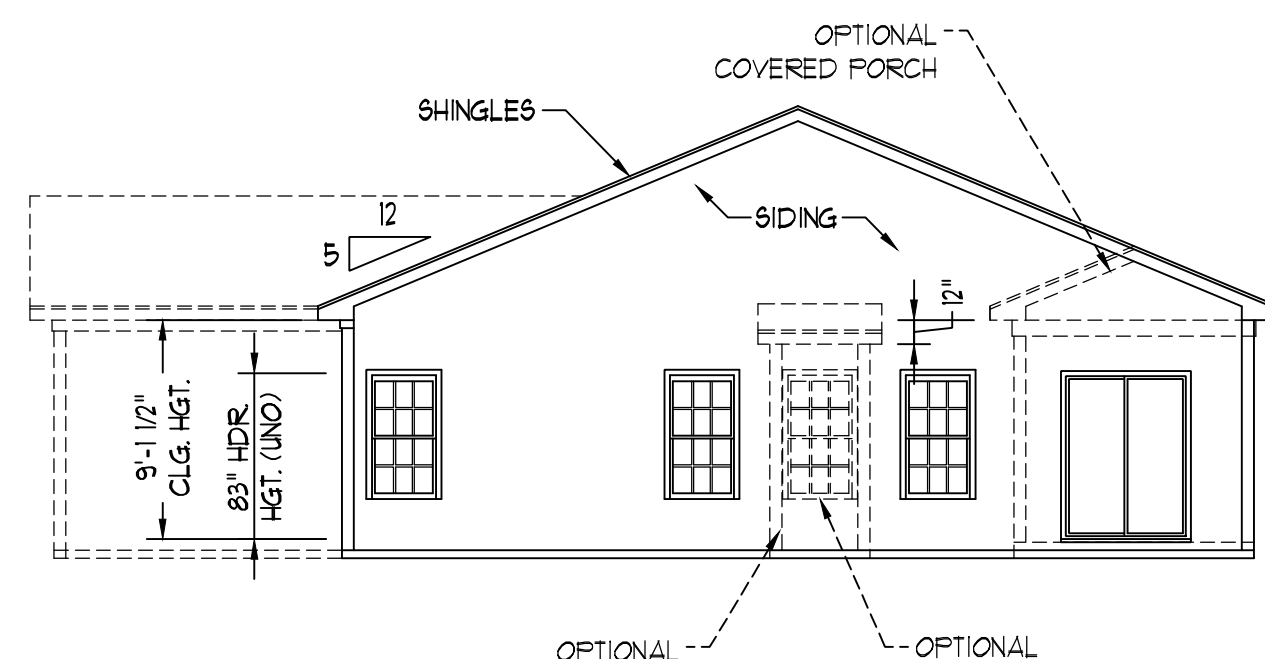 OPTIONAL
COVERED PORCH
SHINGLES
12
5
SIDING
12"
9'-1 1/2"
CLG. HGT.
83" HDR.
HGT. (UNO)
OPTIONAL
OPTIONAL